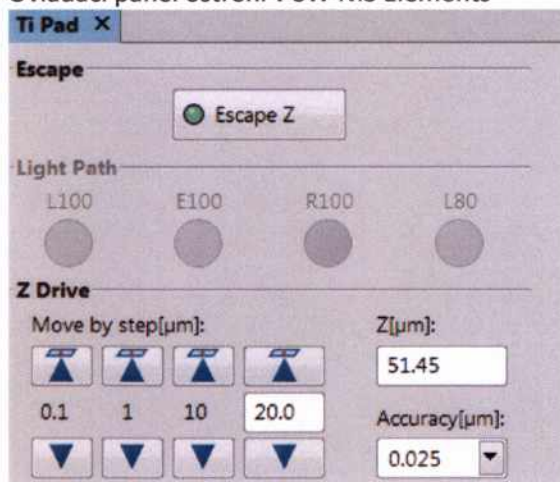 Ti Pad X
Escape
Escape Z
Light Path
L100 E100 R100 L80
Z Drive
Move by step[µm]: Z[µm]:
51.45
0.1 1 10 20.0 Accuracy[µm]:
0.025